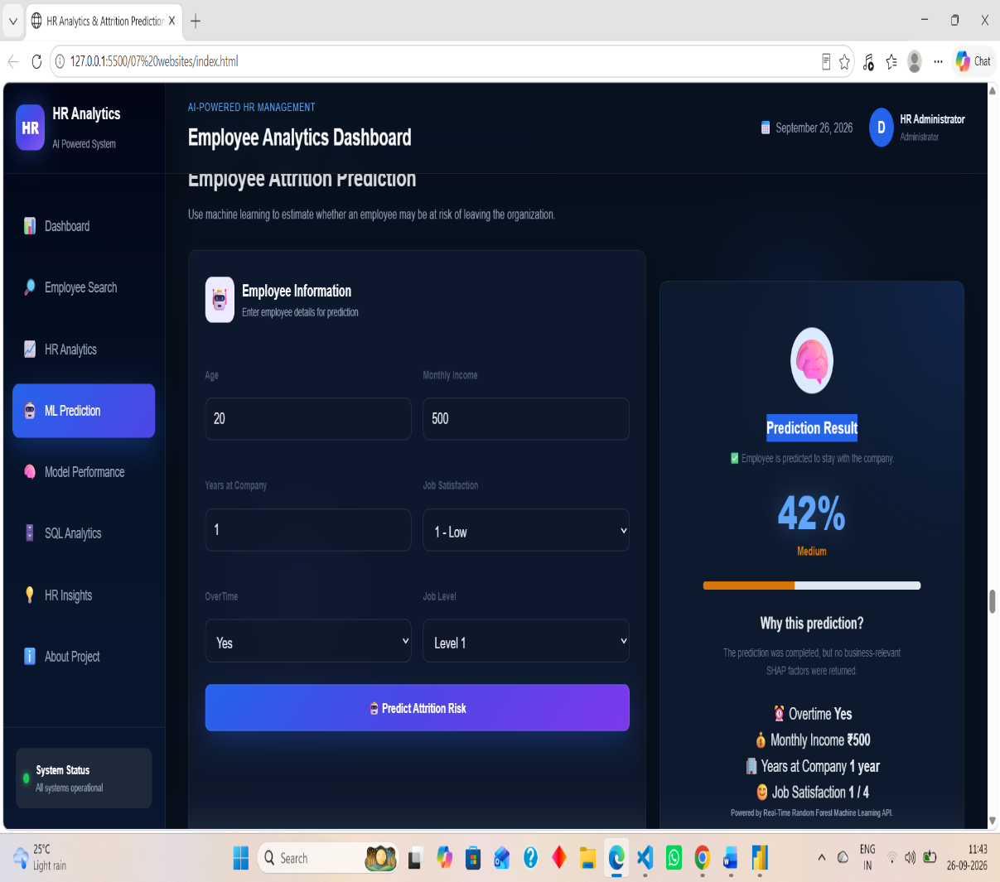 HR Analytics & Attrition Prediction
127.0.0.1:5500/07%20websites/index.html
Chat
HR
HR Analytics
AI Powered System
AI-POWERED HR MANAGEMENT
Employee Analytics Dashboard
September 26, 2026
D
HR Administrator
Administrator
Dashboard
Employee Search
HR Analytics
ML Prediction
Model Performance
SQL Analytics
HR Insights
About Project
System Status
All systems operational
Employee Attrition Prediction
Use machine learning to estimate whether an employee may be at risk of leaving the organization.
Employee Information
Enter employee details for prediction
Age
Monthly Income
20
500
Years at Company
Job Satisfaction
1
1 - Low
OverTime
Job Level
Yes
Level 1
Predict Attrition Risk
Prediction Result
Employee is predicted to stay with the company.
42%
Medium
Why this prediction?
The prediction was completed, but no business-relevant
SHAP factors were returned.
Overtime Yes
Monthly Income ₹500
Years at Company 1 year
Job Satisfaction 1 / 4
Powered by Real-Time Random Forest Machine Learning API.
25°C
Light rain
Search
ENG
IN
11:43
26-09-2026